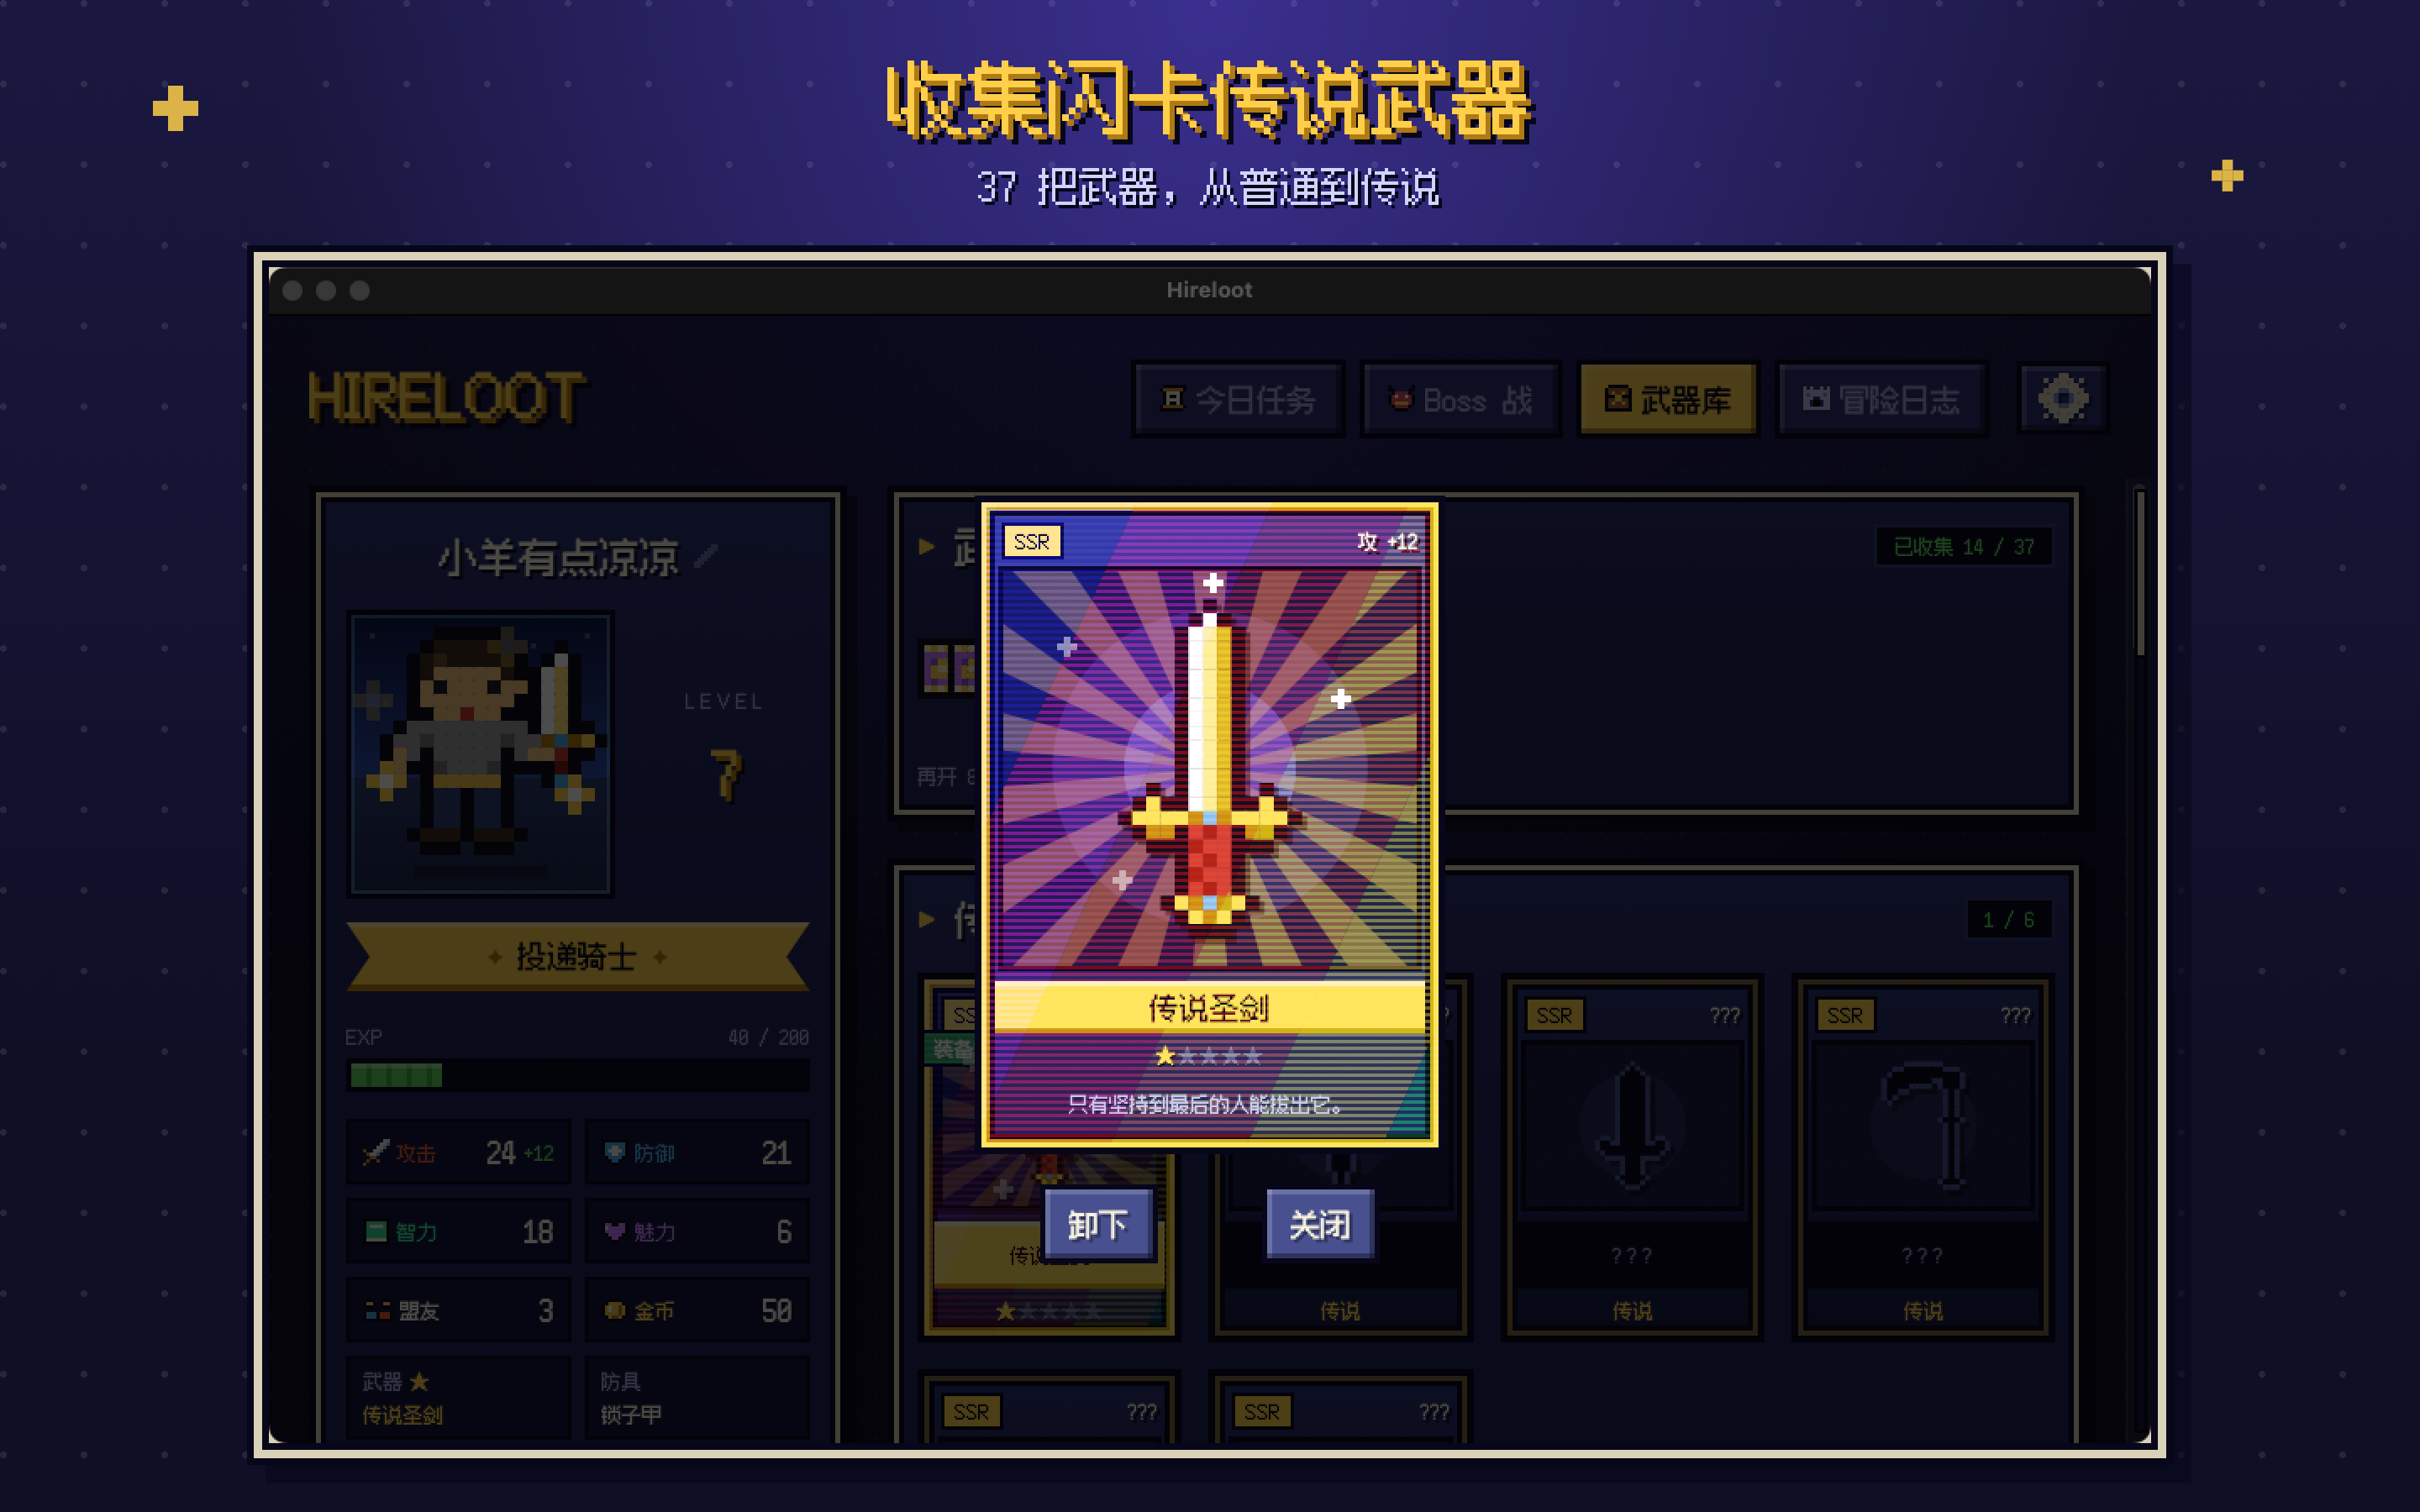 收集闪卡传说武器
37 把武器，从普通到传说
Hireloot
HIRELOOT
今日任务
Boss 战
武器库
冒险日志
小羊有点凉凉
LEVEL
7
投递骑士
EXP
40 / 200
攻击 24 +12
防御 21
智力 18
魅力 6
盟友 3
金币 50
武器
传说圣剑
防具
锁子甲
已收集 14 / 37
再开
1 / 6
SSR
攻 +12
传说圣剑
只有坚持到最后的人能拔出它。
卸下
关闭
装备
传说
SSR
???
???
传说
SSR
???
???
传说
SSR
???
SSR
???